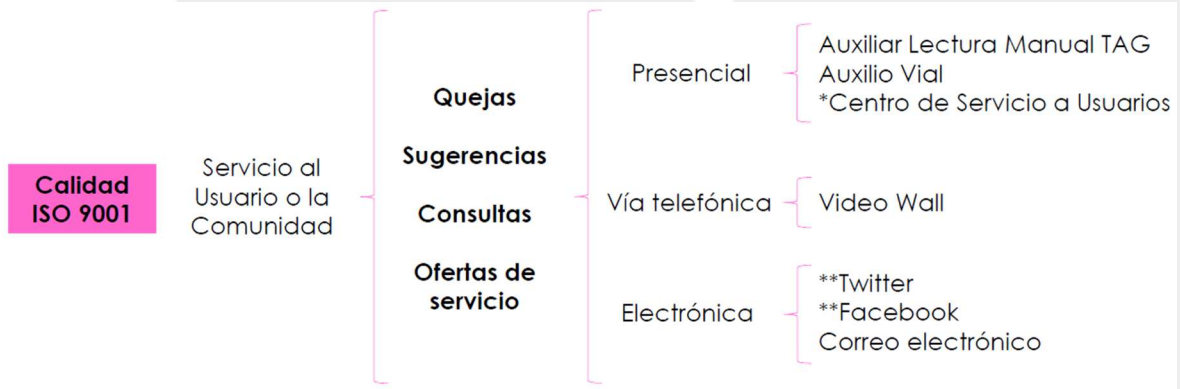 Calidad
ISO 9001
Servicio al
Usuario o la
Comunidad
Quejas
Sugerencias
Consultas
Ofertas de
servicio
Presencial
Auxiliar Lectura Manual TAG
Auxilio Vial
*Centro de Servicio a Usuarios
Vía telefónica
Video Wall
Electrónica
**Twitter
**Facebook
Correo electrónico